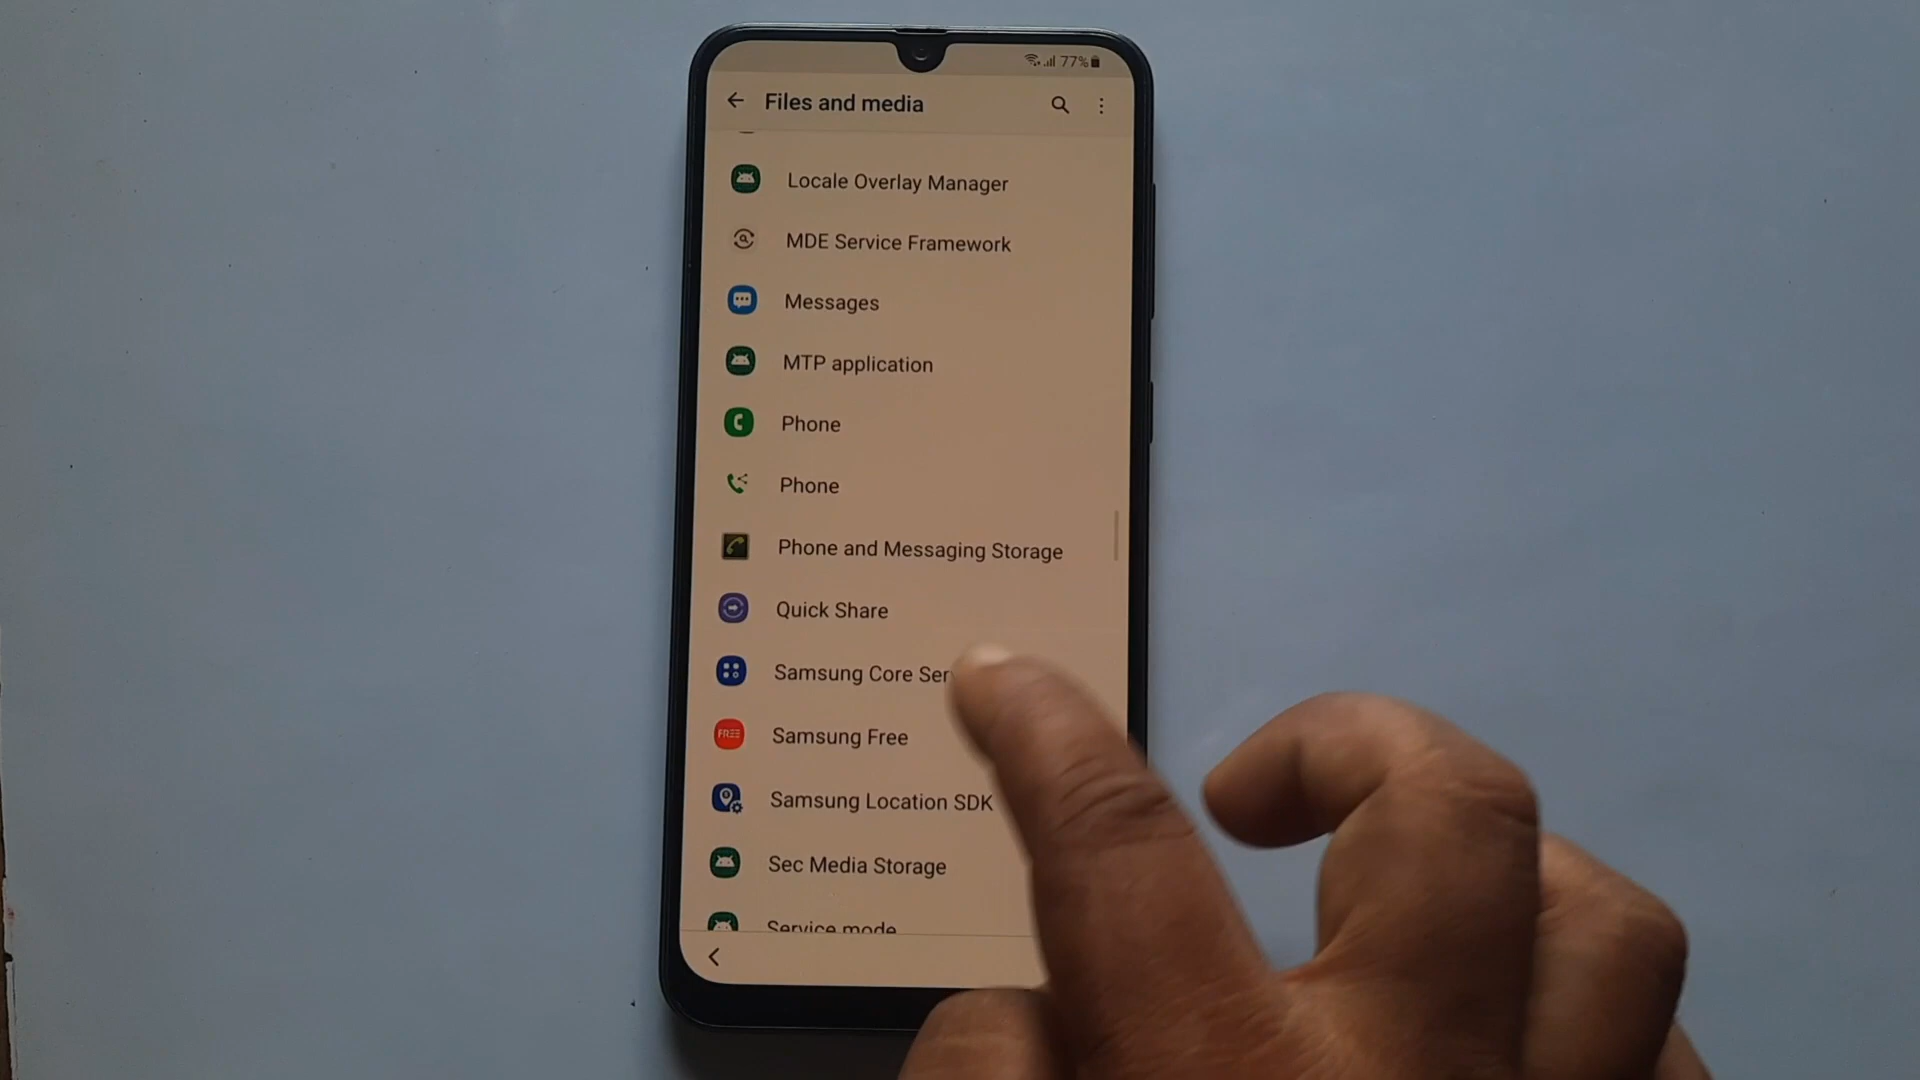 77%
Files and media
Locale Overlay Manager
MDE Service Framework
Messages
MTP application
Phone
Phone
Phone and Messaging Storage
Quick Share
Samsung Core Ser
FREE Samsung Free
Samsung Location SDK
Sec Media Storage
Service mode